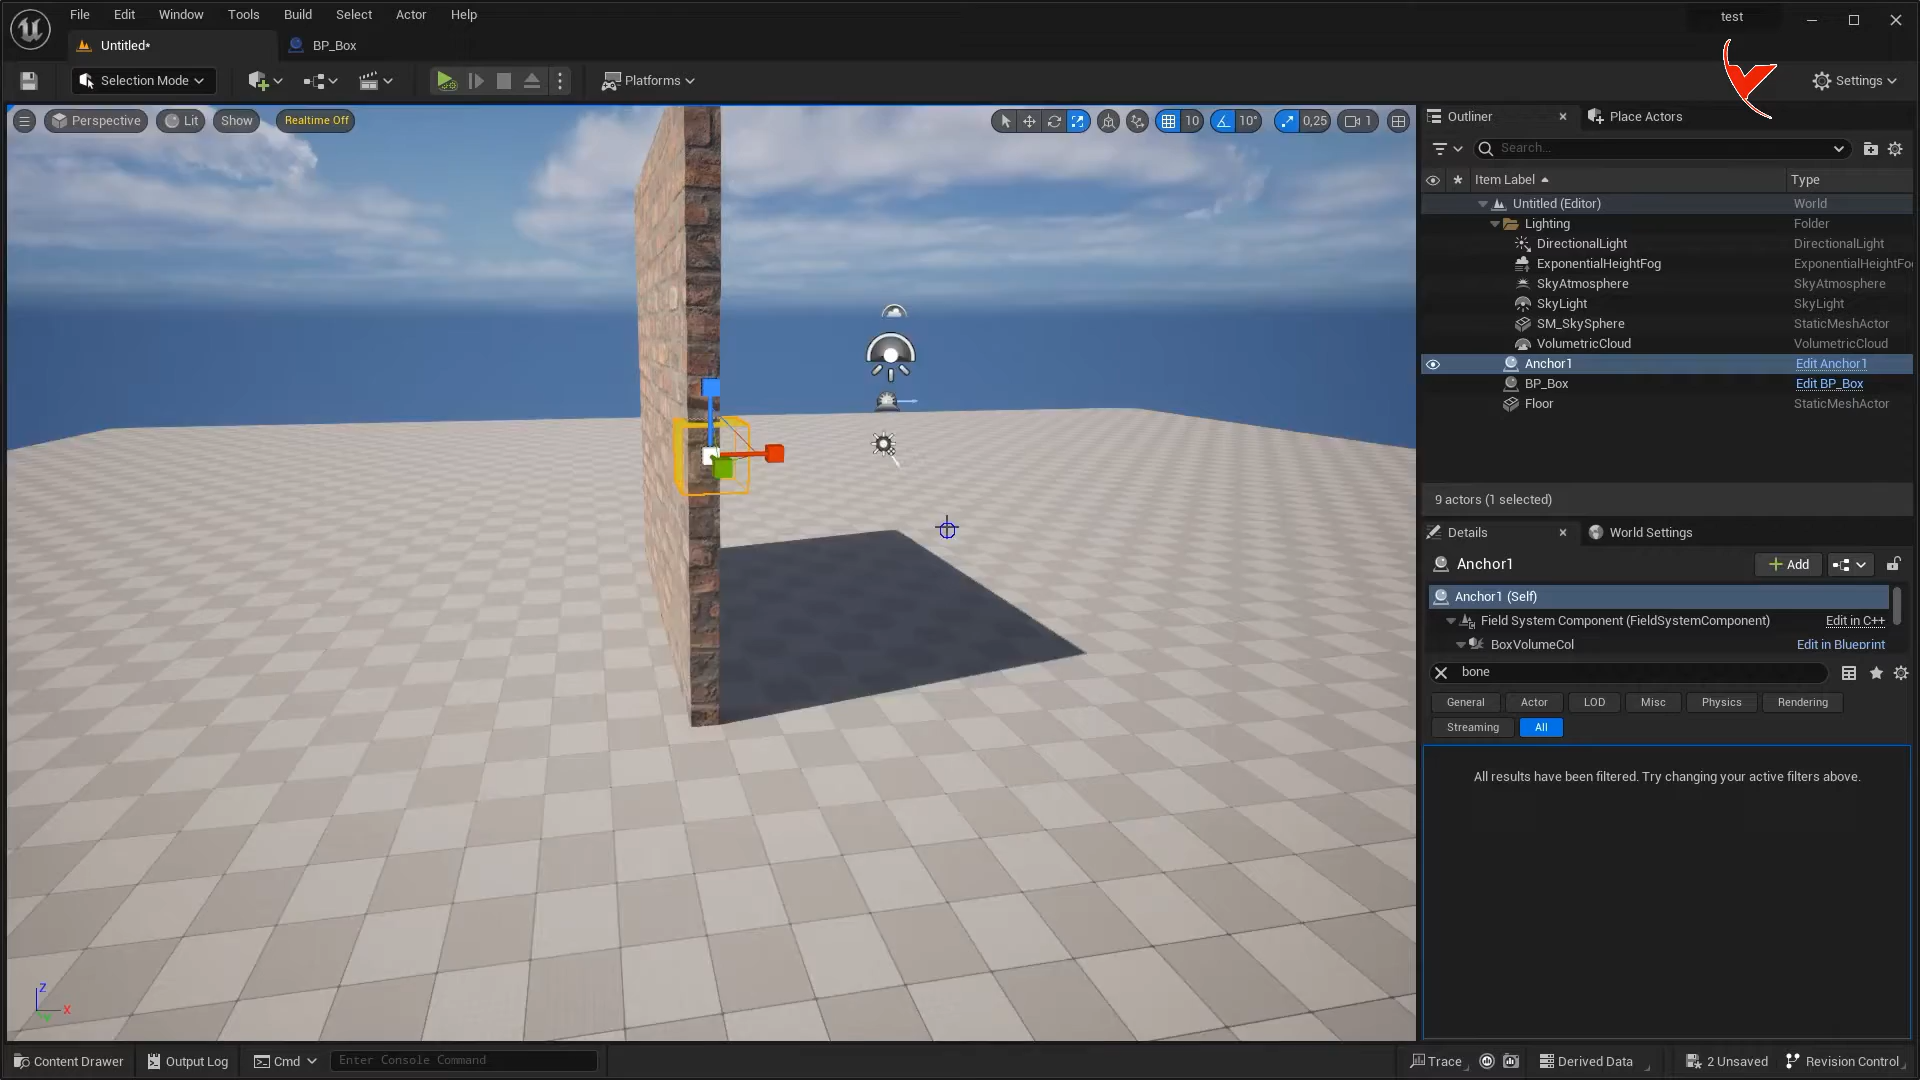 File Edit Window Tools Build Select Actor Help
test
Untitled*
BP_Box
Selection Mode
Platforms
Settings
Perspective
Lit
Show
Realtime Off
10
10°
0,25
1
Outliner
Place Actors
Search...
Item Label
Type
Untitled (Editor) World
Lighting Folder
DirectionalLight DirectionalLight
ExponentialHeightFog ExponentialHeightFo
SkyAtmosphere SkyAtmosphere
SkyLight SkyLight
SM_SkySphere StaticMeshActor
VolumetricCloud VolumetricCloud
Anchor1 Edit Anchor1
BP_Box Edit BP_Box
Floor StaticMeshActor
9 actors (1 selected)
Details
World Settings
Anchor1
Add
Anchor1 (Self)
Field System Component (FieldSystemComponent) Edit in C++
BoxVolumeCol Edit in Blueprint
bone
General Actor LOD Misc Physics Rendering
Streaming All
All results have been filtered. Try changing your active filters above.
Z
X
Content Drawer
Output Log
Cmd
Enter Console Command
Trace
Derived Data
2 Unsaved
Revision Control